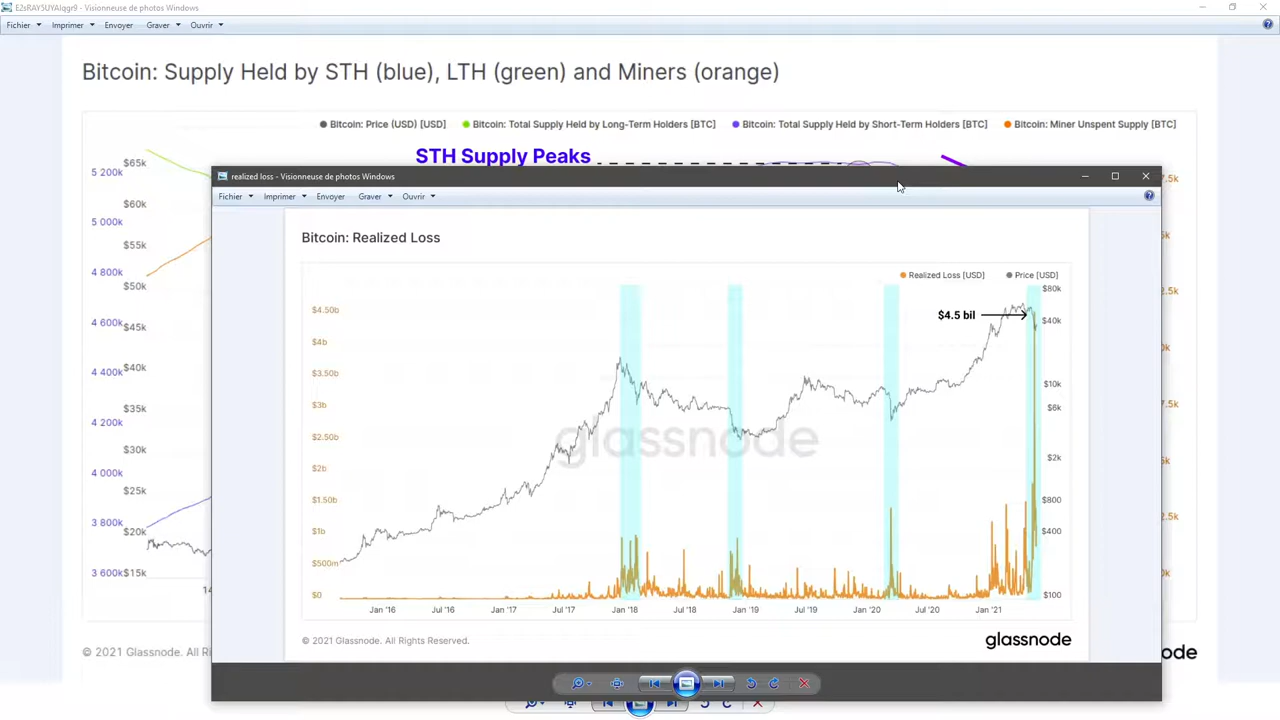 E2sRAY5UYAIqgr9 - Visionneuse de photos Windows
Fichier Imprimer Envoyer Graver Ouvrir
Bitcoin: Supply Held by STH (blue), LTH (green) and Miners (orange)
Bitcoin: Price (USD) [USD] Bitcoin: Total Supply Held by Long-Term Holders [BTC] Bitcoin: Total Supply Held by Short-Term Holders [BTC] Bitcoin: Miner Unspent Supply [BTC]
STH Supply Peaks
5 200k
5 000k
4 800k
4 600k
4 400k
4 200k
4 000k
3 800k
3 600k
$65k
$60k
$55k
$50k
$45k
$40k
$35k
$30k
$25k
$20k
$15k
© 2021 Glassnode. All Ri
realized loss - Visionneuse de photos Windows
Fichier Imprimer Envoyer Graver Ouvrir
Bitcoin: Realized Loss
Realized Loss [USD] Price [USD]
$4.5 bil
$4.50b
$4b
$3.50b
$3b
$2.50b
$2b
$1.50b
$1b
$500m
$0
$80k
$40k
$10k
$6k
$2k
$800
$400
$100
glassnode
Jan '16 Jul '16 Jan '17 Jul '17 Jan '18 Jul '18 Jan '19 Jul '19 Jan '20 Jul '20 Jan '21
© 2021 Glassnode. All Rights Reserved.
glassnode